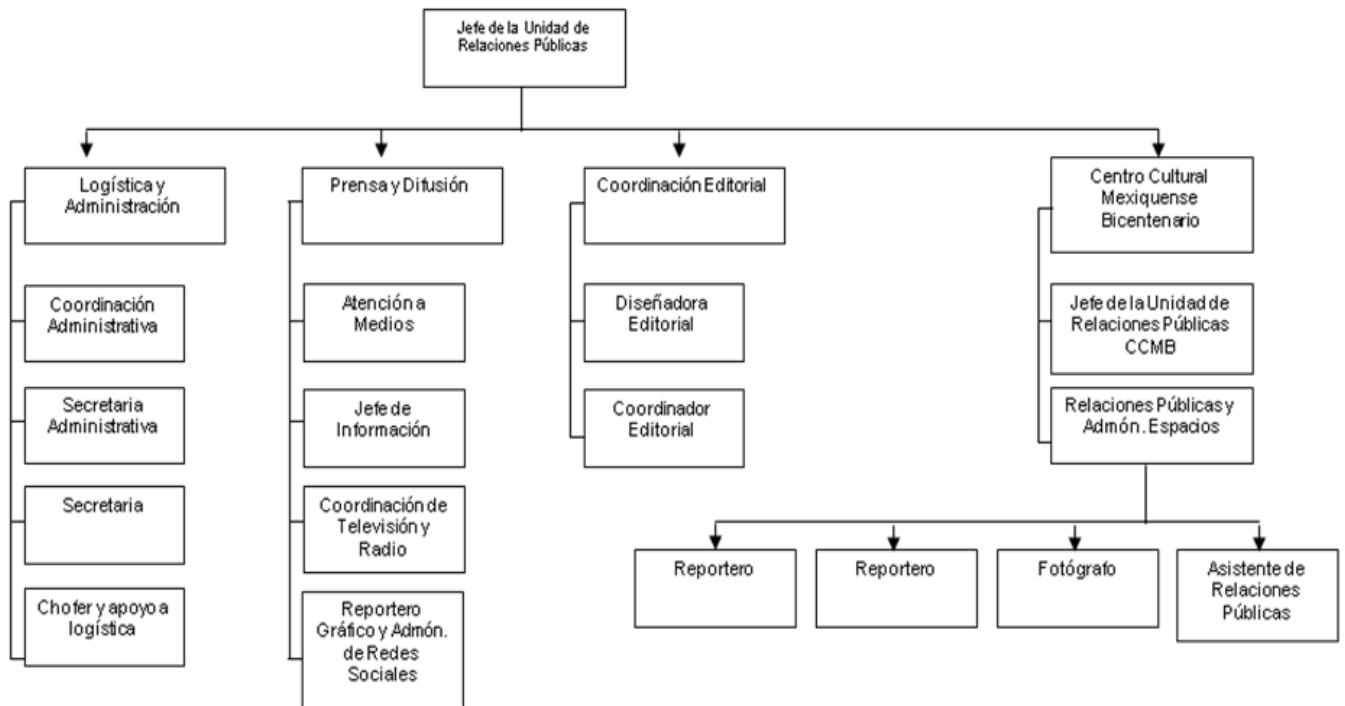 Jefe de la Unidad de
Relaciones Públicas
Logística y
Administración
Coordinación
Administrativa
Secretaria
Administrativa
Secretaria
Chofer y apoyo a
logística
Prensa y Difusión
Atención a
Medios
Jefe de
Información
Coordinación de
Televisión y
Radio
Reportero
Gráfico y Admón.
de Redes
Sociales
Coordinación Editorial
Diseñadora
Editorial
Coordinador
Editorial
Centro Cultural
Mexiquense
Bicentenario
Jefe de la Unidad de
Relaciones Públicas
CCMB
Relaciones Públicas y
Admón. Espacios
Reportero
Reportero
Fotógrafo
Asistente de
Relaciones
Públicas